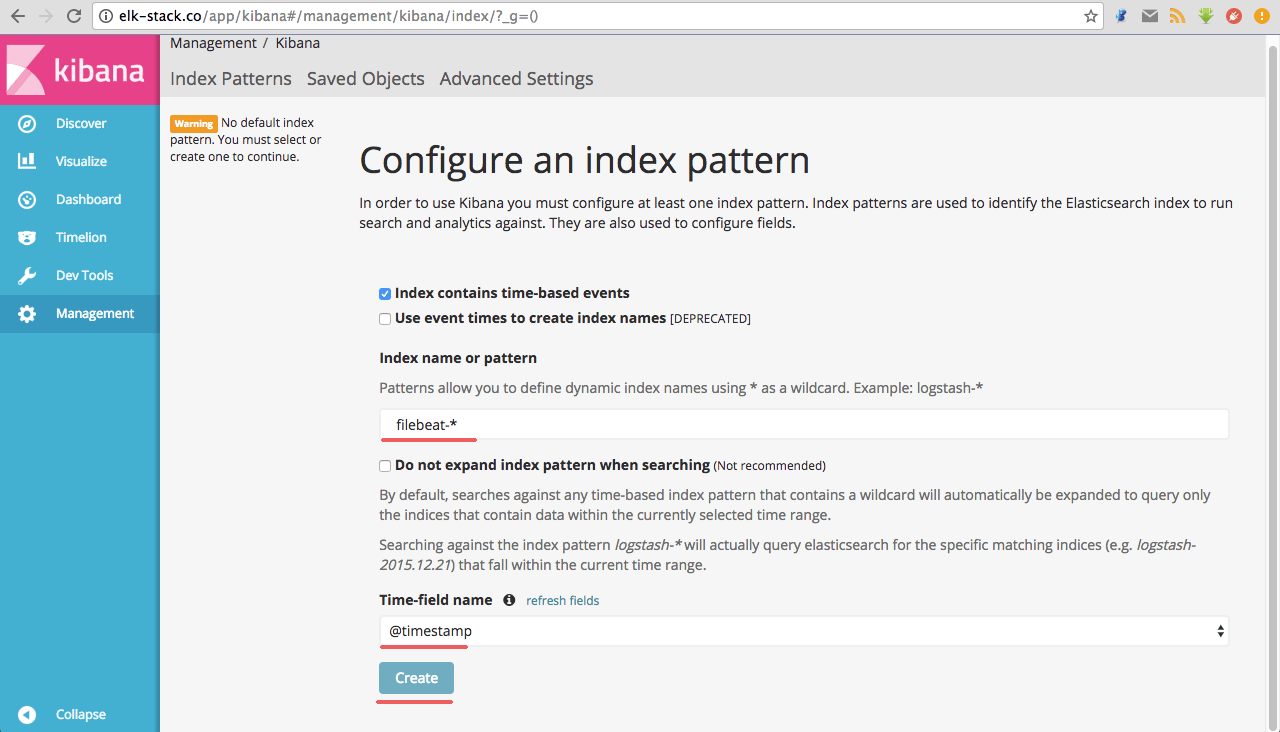 elk-stack.co/app/kibana#/management/kibana/index/?_g=()
kibana
Discover
Visualize
Dashboard
Timelion
Dev Tools
Management
Collapse
Management / Kibana
Index Patterns Saved Objects Advanced Settings
Warning No default index
pattern. You must select or
create one to continue.
Configure an index pattern
In order to use Kibana you must configure at least one index pattern. Index patterns are used to identify the Elasticsearch index to run
search and analytics against. They are also used to configure fields.
Index contains time-based events
Use event times to create index names [DEPRECATED]
Index name or pattern
Patterns allow you to define dynamic index names using * as a wildcard. Example: logstash-*
filebeat-*
Do not expand index pattern when searching (Not recommended)
By default, searches against any time-based index pattern that contains a wildcard will automatically be expanded to query only
the indices that contain data within the currently selected time range.
Searching against the index pattern logstash-* will actually query elasticsearch for the specific matching indices (e.g. logstash-
2015.12.21) that fall within the current time range.
Time-field name refresh fields
@timestamp
Create